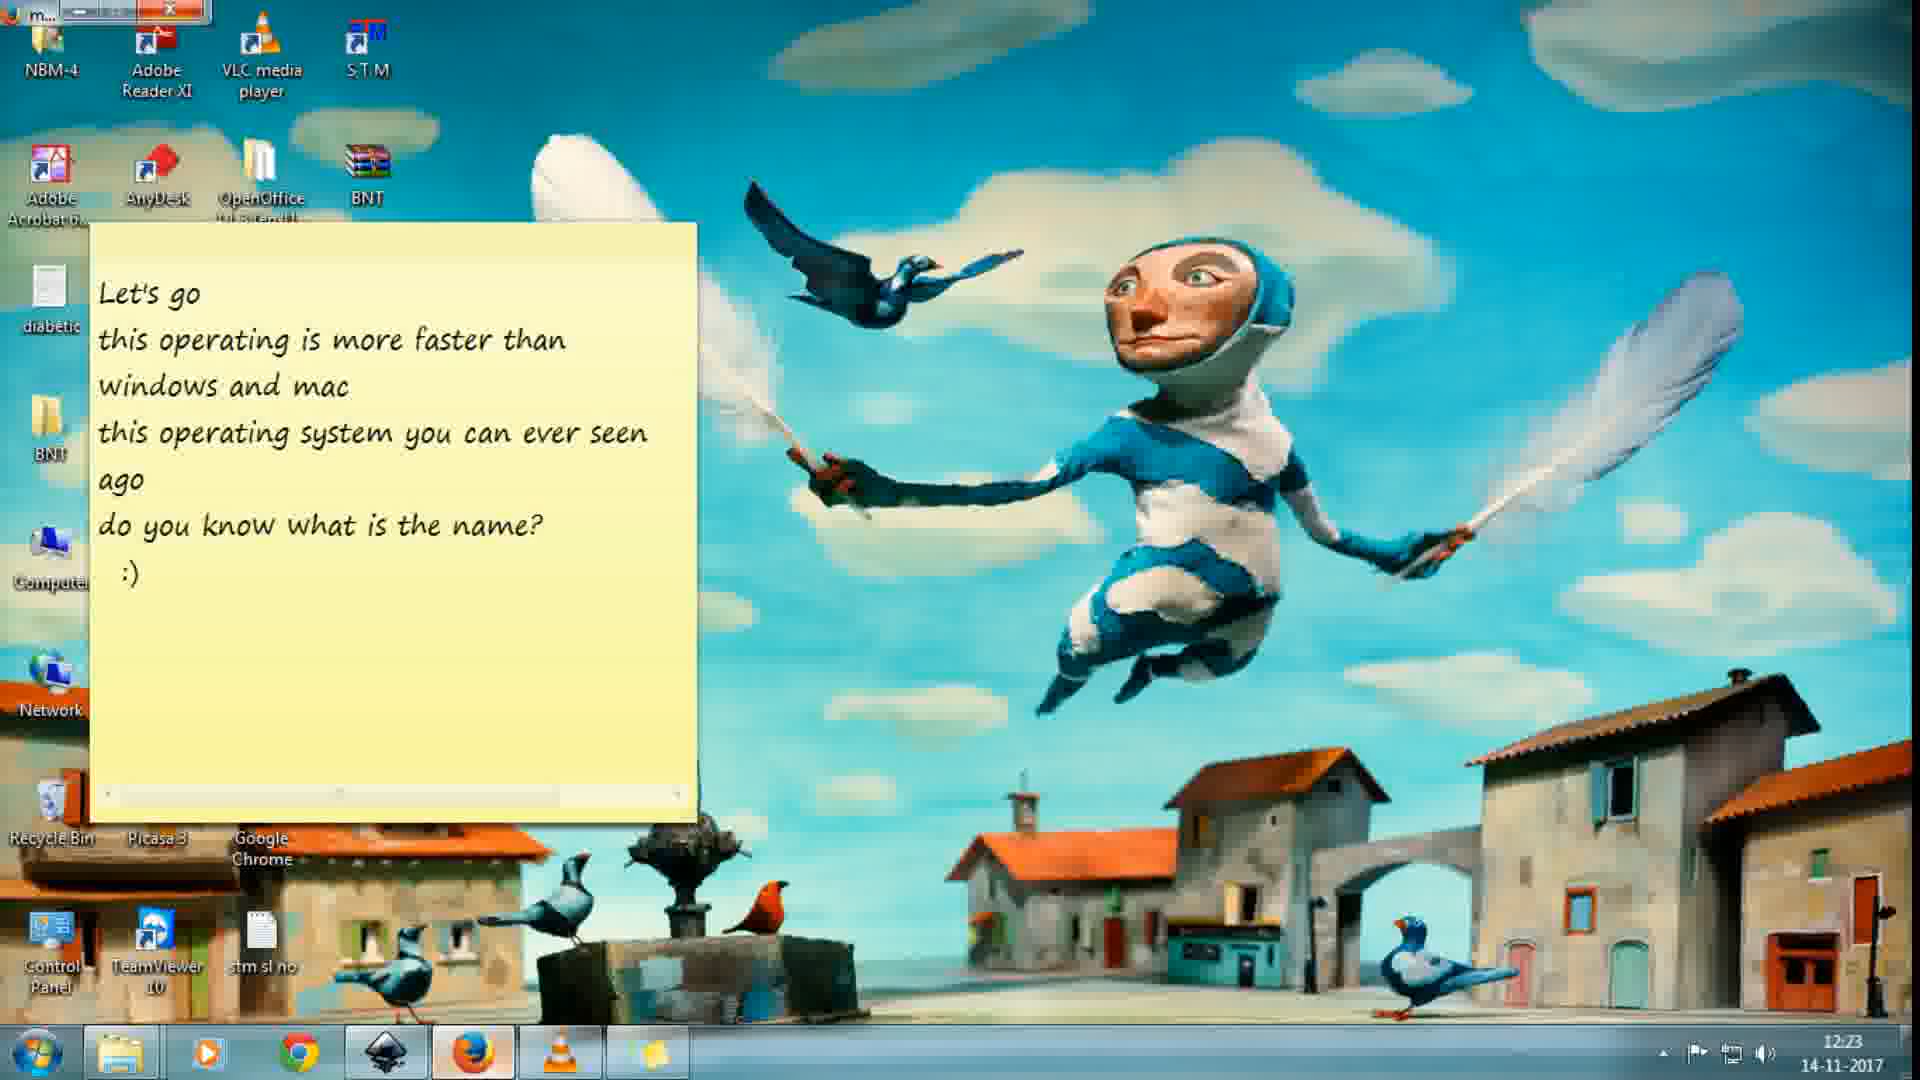 m...
NBM-4
Adobe Reader XI
VLC media player
S T M
Adobe Acrobat 6...
AnyDesk
OpenOffice
BNT
diabetic
BNT
Computer
Network
Let's go
this operating is more faster than
windows and mac
this operating system you can ever seen
ago
do you know what is the name?
:)
Recycle Bin
Picasa 3
Google Chrome
Control Panel
TeamViewer 10
stm sl no
12:23
14-11-2017